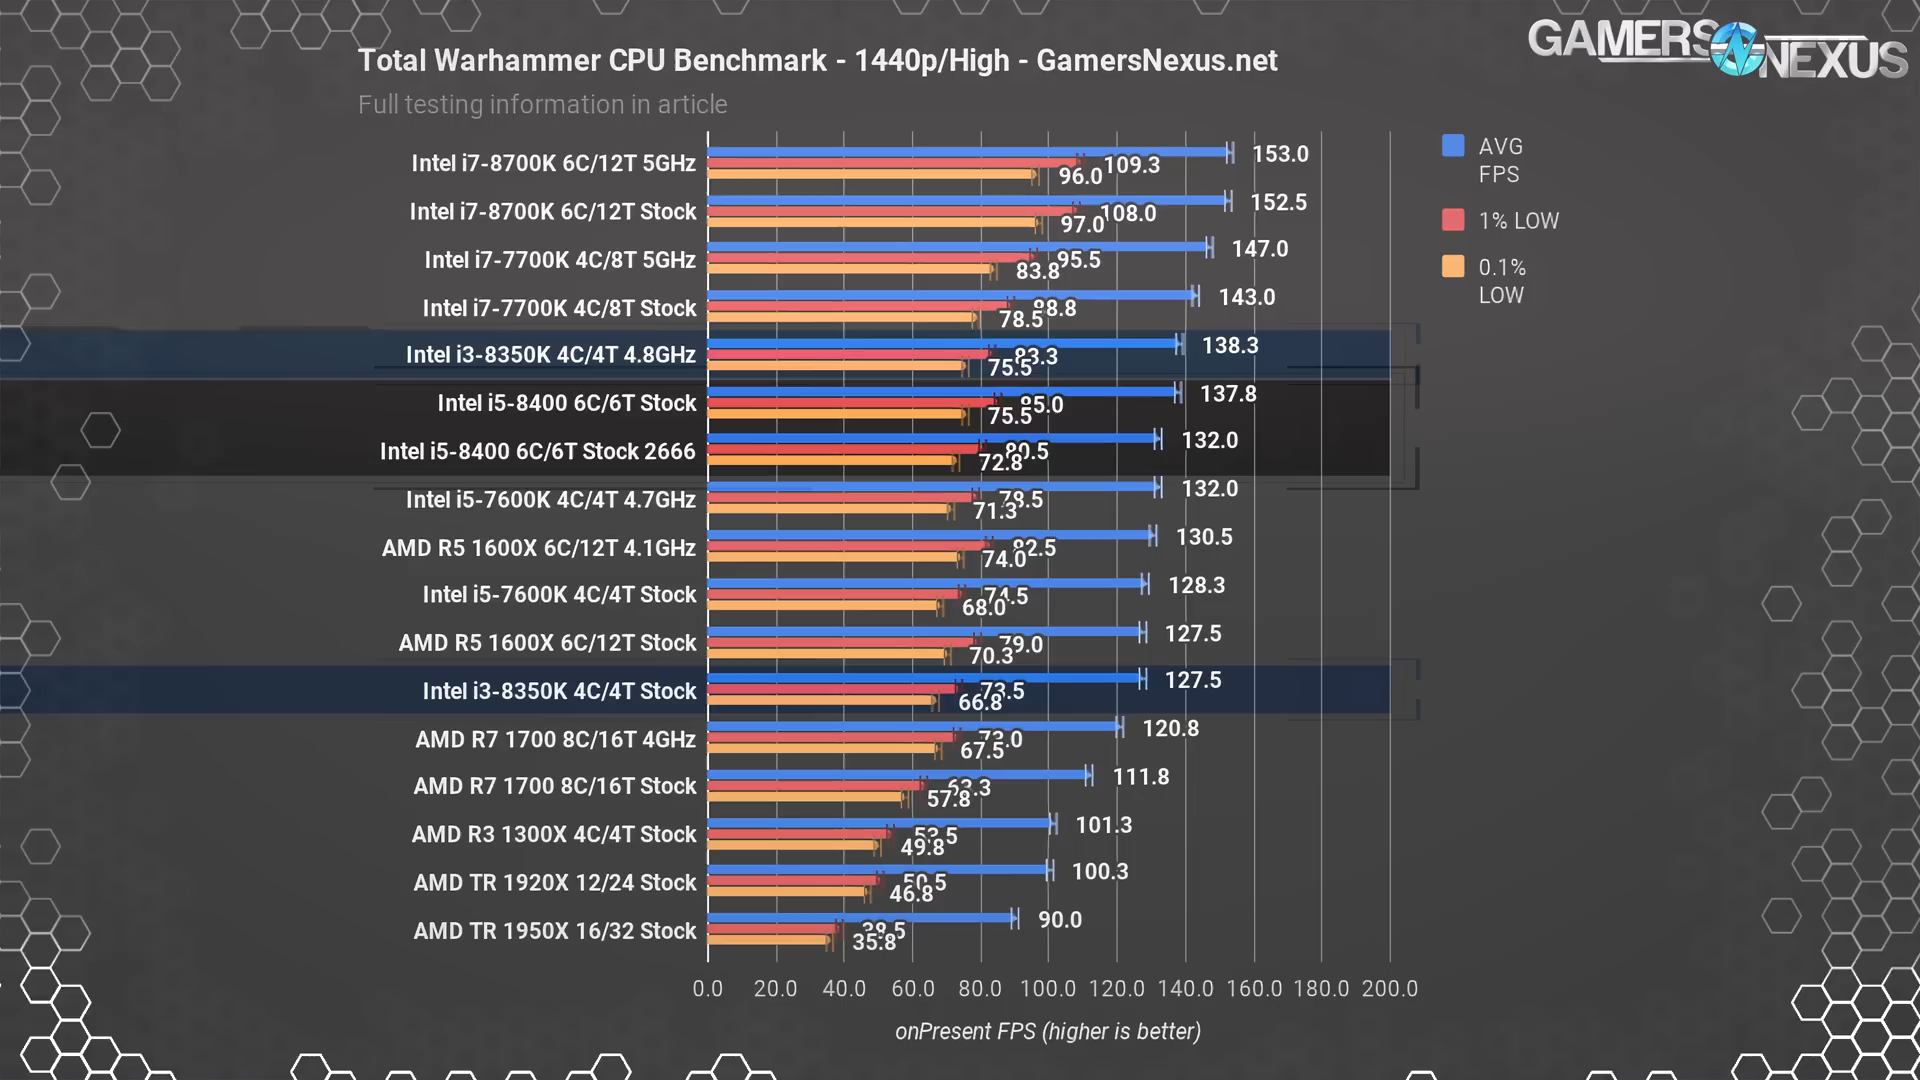 GAMERS NEXUS
Total Warhammer CPU Benchmark - 1440p/High - GamersNexus.net
Full testing information in article
AVG FPS
1% LOW
0.1% LOW
Intel i7-8700K 6C/12T 5GHz 153.0 109.3 96.0
Intel i7-8700K 6C/12T Stock 152.5 108.0 97.0
Intel i7-7700K 4C/8T 5GHz 147.0 95.5 83.8
Intel i7-7700K 4C/8T Stock 143.0 88.8 78.5
Intel i3-8350K 4C/4T 4.8GHz 138.3 83.3 75.5
Intel i5-8400 6C/6T Stock 137.8 85.0 75.5
Intel i5-8400 6C/6T Stock 2666 132.0 80.5 72.8
Intel i5-7600K 4C/4T 4.7GHz 132.0 78.5 71.3
AMD R5 1600X 6C/12T 4.1GHz 130.5 82.5 74.0
Intel i5-7600K 4C/4T Stock 128.3 74.5 68.0
AMD R5 1600X 6C/12T Stock 127.5 79.0 70.3
Intel i3-8350K 4C/4T Stock 127.5 73.5 66.8
AMD R7 1700 8C/16T 4GHz 120.8 73.0 67.5
AMD R7 1700 8C/16T Stock 111.8 63.3 57.8
AMD R3 1300X 4C/4T Stock 101.3 53.5 49.8
AMD TR 1920X 12/24 Stock 100.3 50.5 46.8
AMD TR 1950X 16/32 Stock 90.0 38.5 35.8
0.0 20.0 40.0 60.0 80.0 100.0 120.0 140.0 160.0 180.0 200.0
onPresent FPS (higher is better)